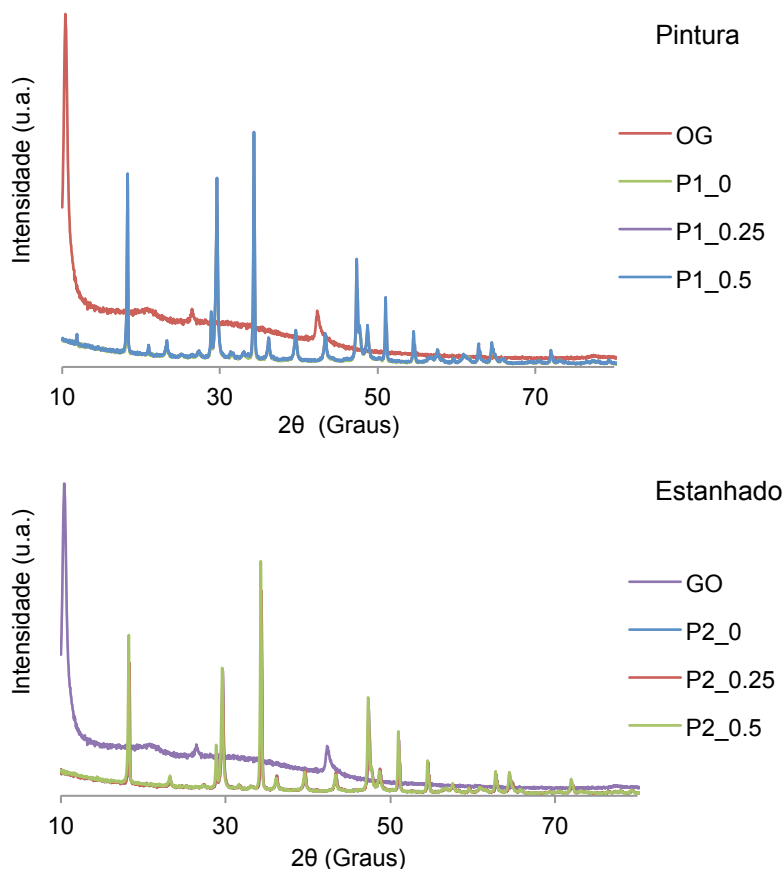 Pintura
Intensidade (u.a.)
OG
P1_0
P1_0.25
P1_0.5
10 30 50 70
2θ (Graus)
Estanhado
Intensidade (u.a.)
GO
P2_0
P2_0.25
P2_0.5
10 30 50 70
2θ (Graus)